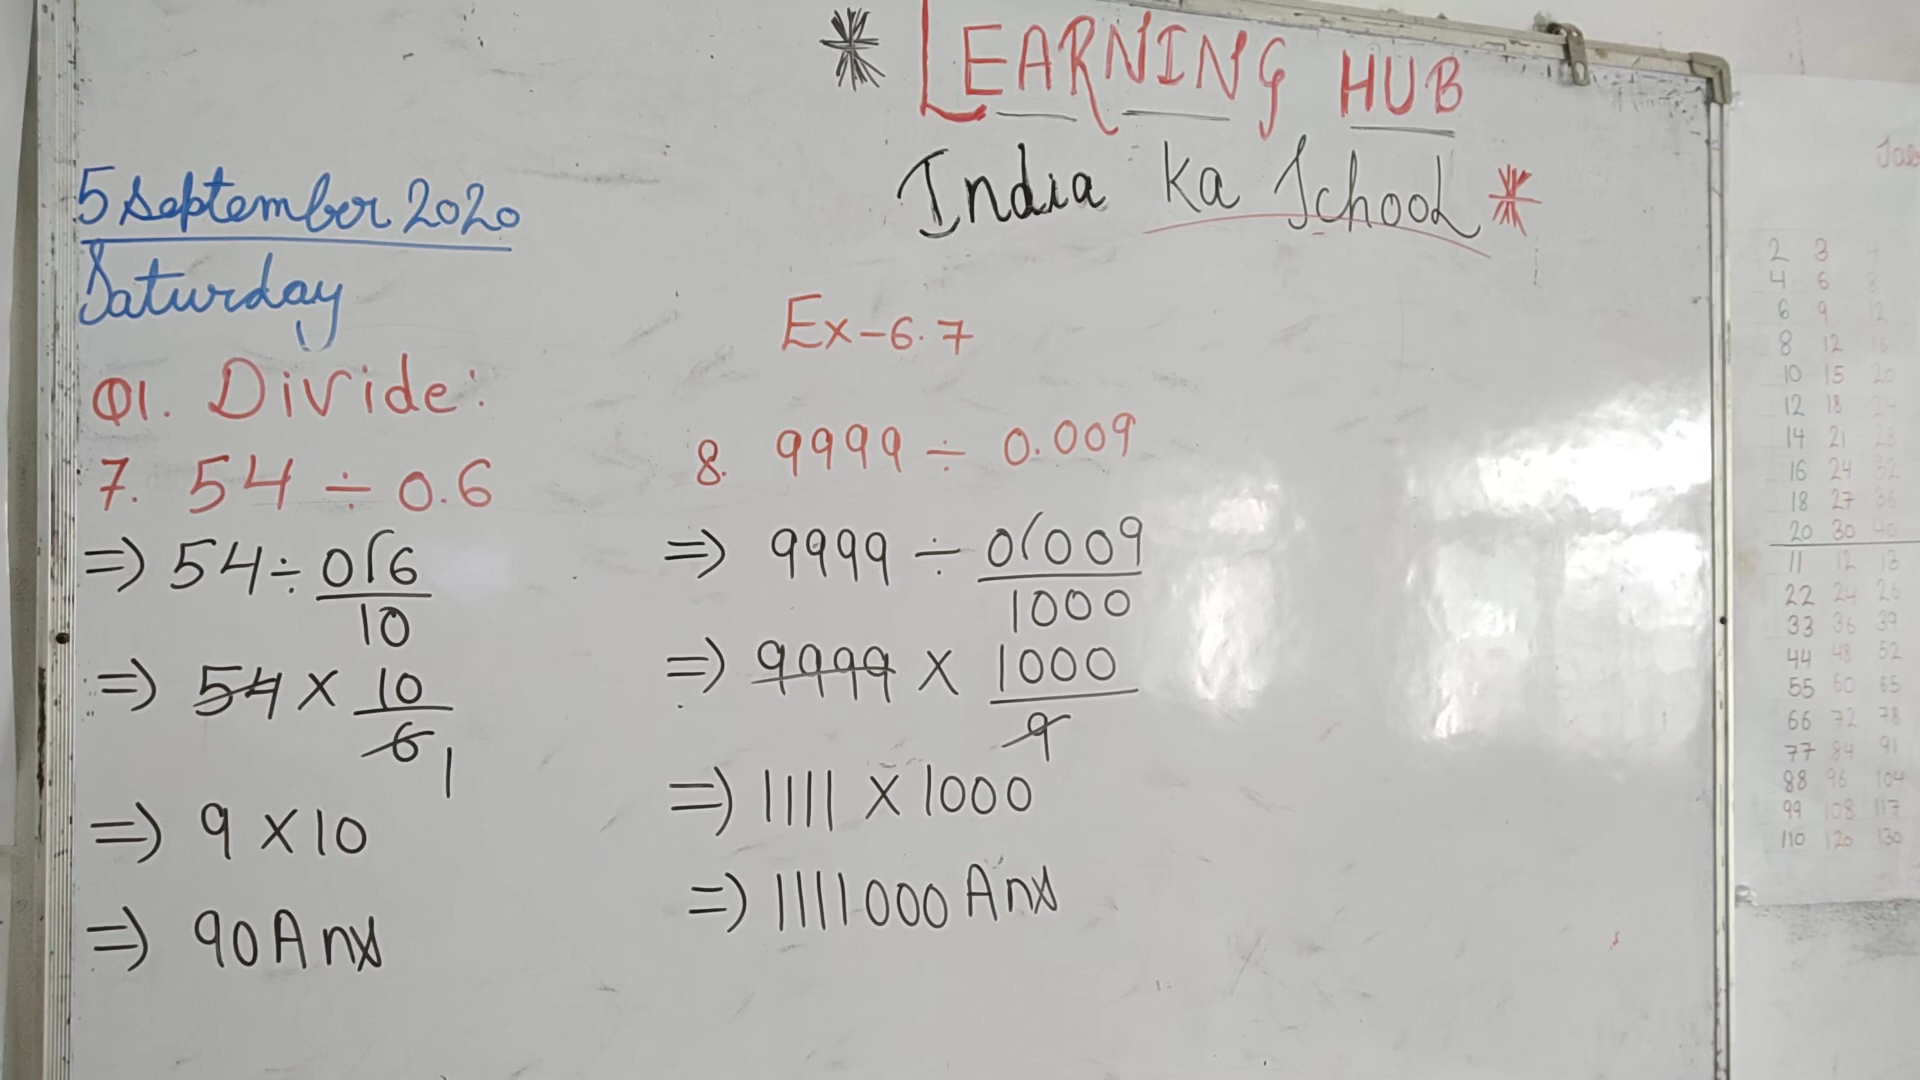 * LEARNING HUB
India Ka School *
5 September 2020
Saturday
Ex-6.7
Q1. Divide:
7. 54 ÷ 0.6
=) 54 ÷ 0(6
10
=) 54 × 10
6 1
=) 9 × 10
=) 90 Ans
8. 9999 ÷ 0.009
=) 9999 ÷ 0(009
1000
=) 9999 × 1000
9
=) 1111 × 1000
=) 1111000 Ans
2 3
4 6 8
6 9 12
8 12 16
10 15 20
12 18 24
14 21 28
16 24 32
18 27 36
20 30 40
11 12 13
22 24 26
33 36 39
44 48 52
55 60 65
66 72 78
77 84 91
88 96 104
99 108 117
110 120 130